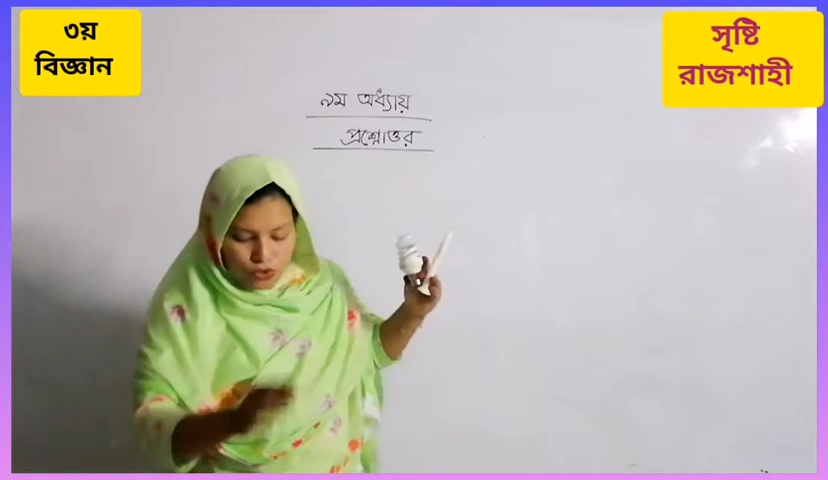 ৩য়
বিজ্ঞান
সৃষ্টি
রাজশাহী
৯ম অধ্যায়
প্রশ্নোত্তর